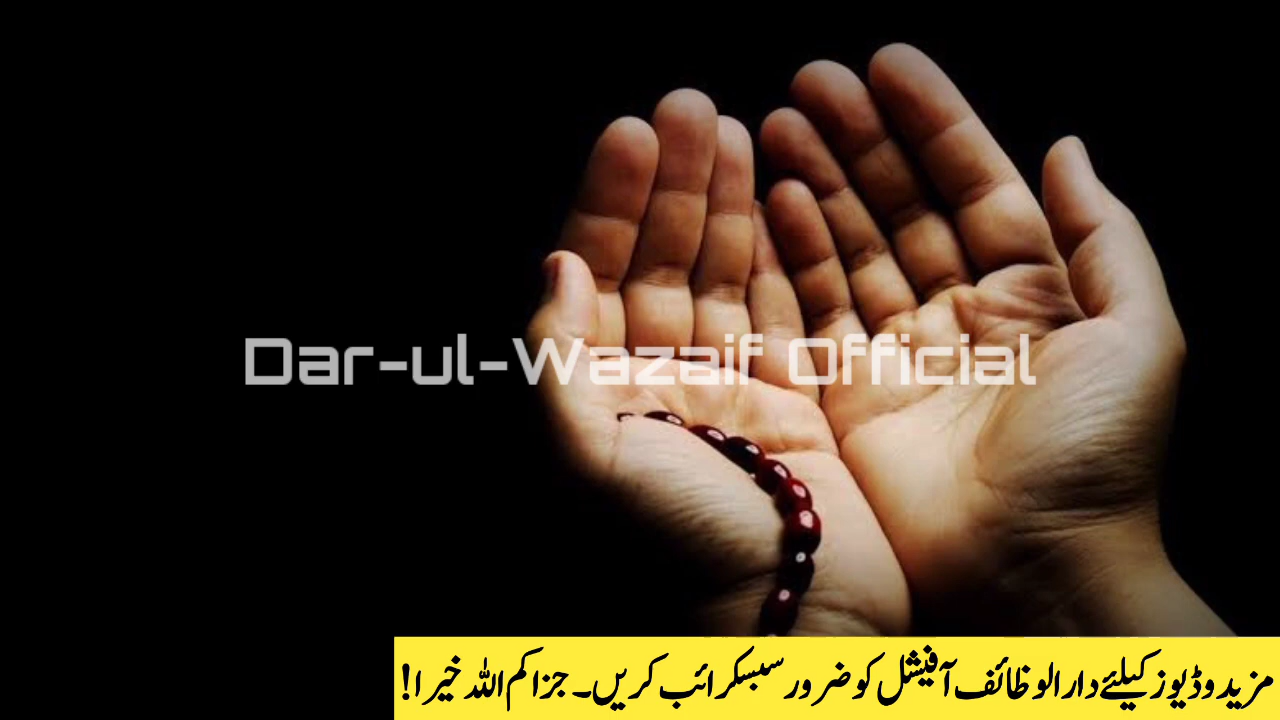 Dar-ul-Wazaif Official
مزید وڈیوز کیلئے دارالوظائف آفیشل کو ضرور سبسکرائب کریں۔ جزاکم اللہ خیرا!